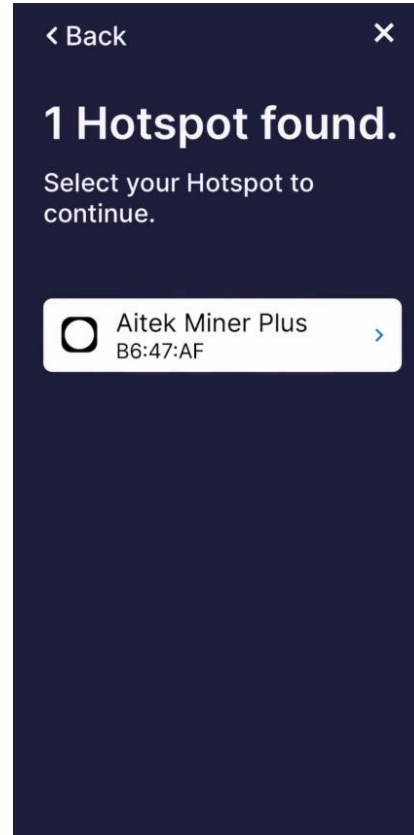 Back
1 Hotspot found.
Select your Hotspot to
continue.
Aitek Miner Plus
B6:47:AF